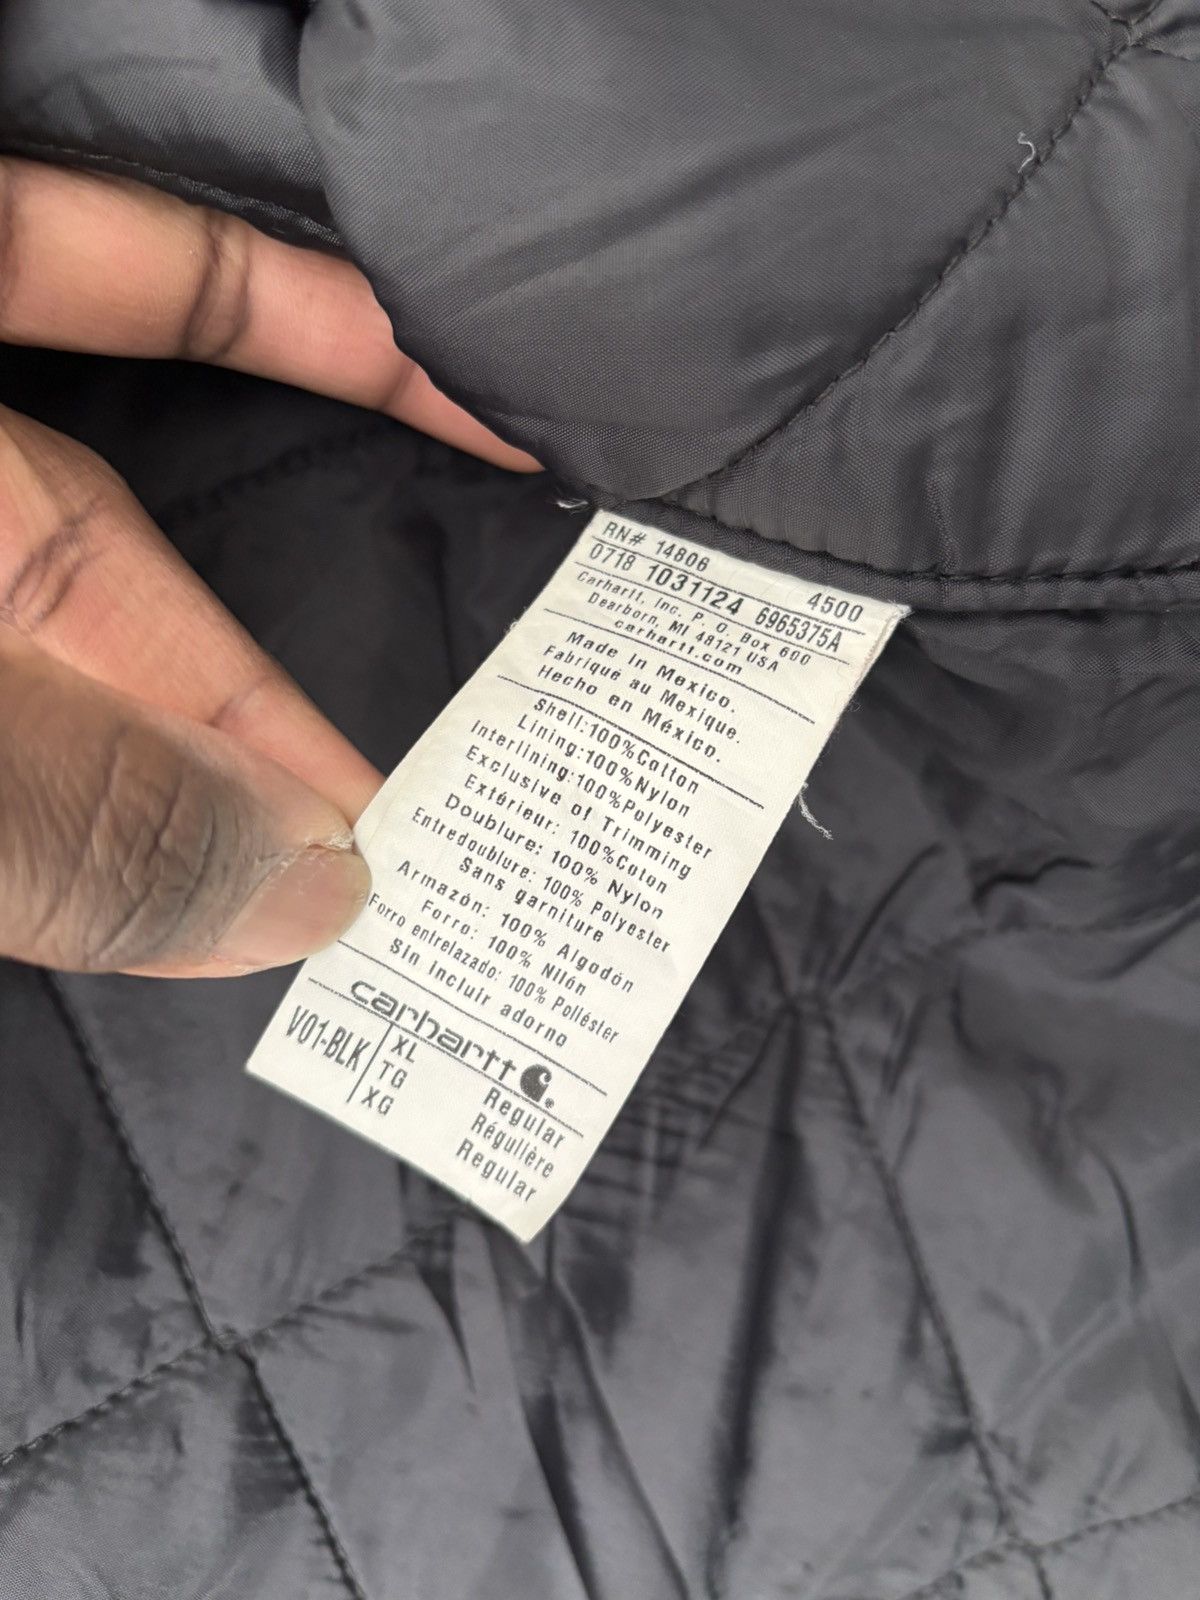 RN# 14806 4500
0718 1031124 6965375A
Carhartt, Inc. P. O. Box 600
Dearborn, MI 48121 USA
carhartt.com
Made in Mexico.
Fabriqué au Mexique.
Hecho en México.
Shell:100%Cotton
Lining:100%Nylon
Interlining:100%Polyester
Exclusive of Trimming
Extérieur: 100%Coton
Doublure: 100% Nylon
Entredoublure: 100% Polyester
Sans garniture
Armazón: 100% Algodón
Forro: 100% Nilón
Forro entrelazado: 100% Poliéster
Sin incluir adorno
carhartt
V01-BLK XL Regular
TG Régulière
XG Regular